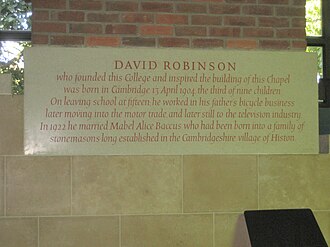 DAVID ROBINSON
who founded this College and inspired the building of this Chapel
was born in Cambridge 13 April 1904 the third of nine children
On leaving school at fifteen he worked in his father's bicycle business
later moving into the motor trade and later still to the television industry
In 1922 he married Mabel Alice Baccus who had been born into a family of
stonemasons long established in the Cambridgeshire village of Histon